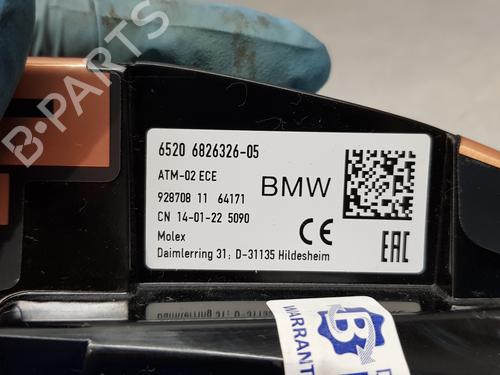 B-PARTS
6520 6826326-05
ATM-02 ECE
928708 11 64171
BMW
CN 14-01-22 5090
CE
Molex
EAC
Daimlerring 31; D-31135 Hildesheim
B
WARRANT